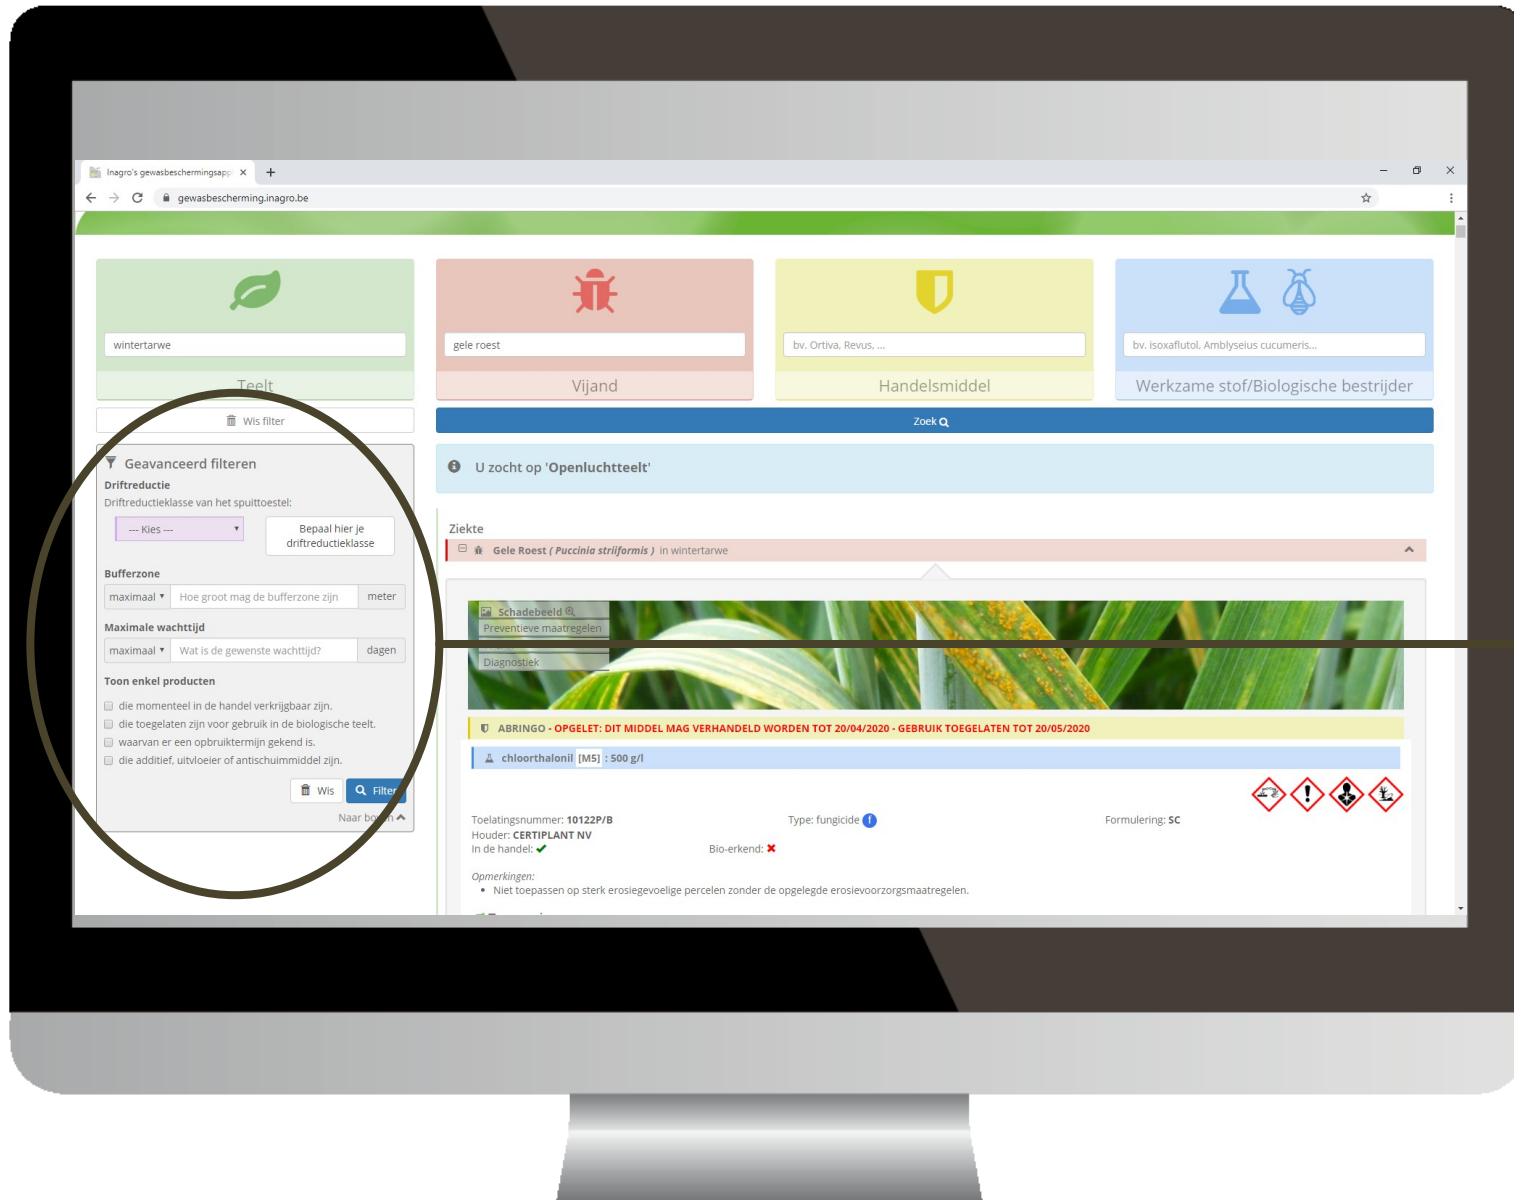 Inagro's gewasbeschermingsapp
gewasbescherming.inagro.be
wintertarwe
Teelt
gele roest
Vijand
bv. Ortiva, Revus, ...
Handelsmiddel
bv. isoxaflutol, Amblyseius cucumeris...
Werkzame stof/Biologische bestrijder
Wis filter
Zoek
Geavanceerd filteren
Driftreductie
Driftreductieklasse van het spuittoestel:
--- Kies ---
Bepaal hier je
driftreductieklasse
Bufferzone
maximaal Hoe groot mag de bufferzone zijn meter
Maximale wachttijd
maximaal Wat is de gewenste wachttijd? dagen
Toon enkel producten
die momenteel in de handel verkrijgbaar zijn.
die toegelaten zijn voor gebruik in de biologische teelt.
waarvan er een opbruiktermijn gekend is.
die additief, uitvloeier of antischuimmiddel zijn.
Wis
Filter
Naar boven
U zocht op 'Openluchtteelt'
Ziekte
Gele Roest ( Puccinia striiformis ) in wintertarwe
Schadebeeld
Preventieve maatregelen
Diagnostiek
ABRINGO - OPGELET: DIT MIDDEL MAG VERHANDELD WORDEN TOT 20/04/2020 - GEBRUIK TOEGELATEN TOT 20/05/2020
chloorthalonil [M5] : 500 g/l
Toelatingsnummer: 10122P/B Type: fungicide ! Formulering: SC
Houder: CERTIPLANT NV
In de handel: ✔ Bio-erkend: ✖
Opmerkingen:
• Niet toepassen op sterk erosiegevoelige percelen zonder de opgelegde erosievoorzorgsmaatregelen.